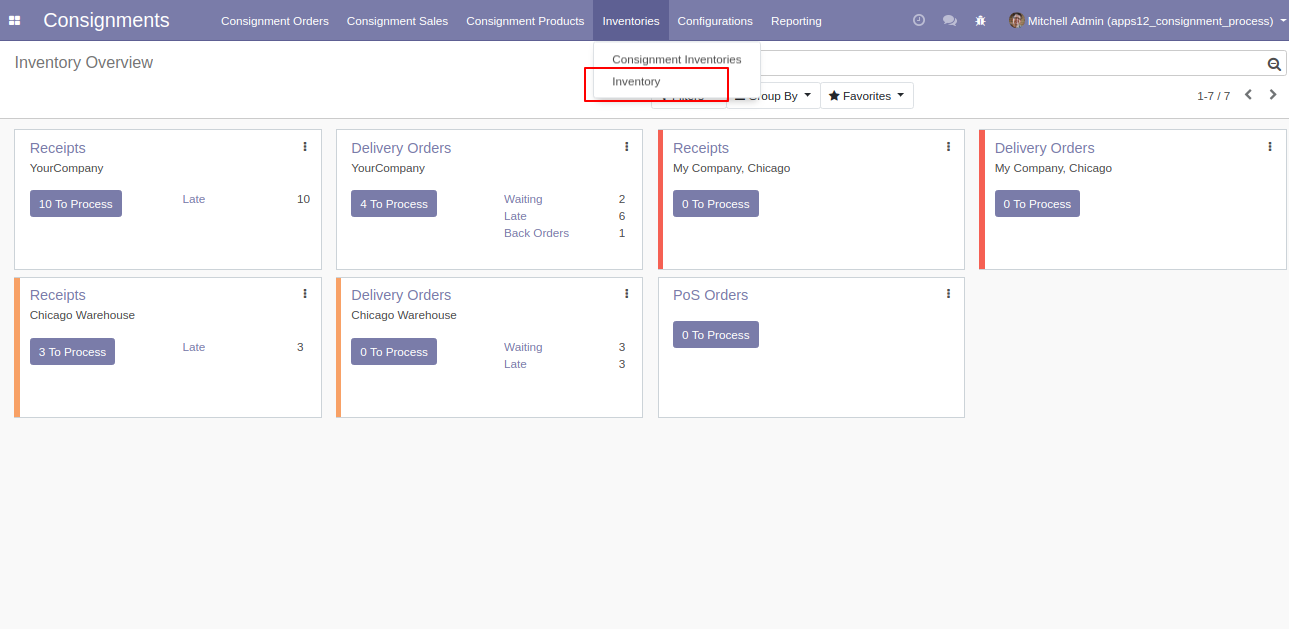 Consignments Consignment Orders Consignment Sales Consignment Products Inventories Configurations Reporting Mitchell Admin (apps12_consignment_process)
Inventory Overview
Consignment Inventories
Inventory
Favorites
1-7 / 7
Receipts
YourCompany
10 To Process
Late 10
Delivery Orders
YourCompany
4 To Process
Waiting 2
Late 6
Back Orders 1
Receipts
My Company, Chicago
0 To Process
Delivery Orders
My Company, Chicago
0 To Process
Receipts
Chicago Warehouse
3 To Process
Late 3
Delivery Orders
Chicago Warehouse
0 To Process
Waiting 3
Late 3
PoS Orders
0 To Process